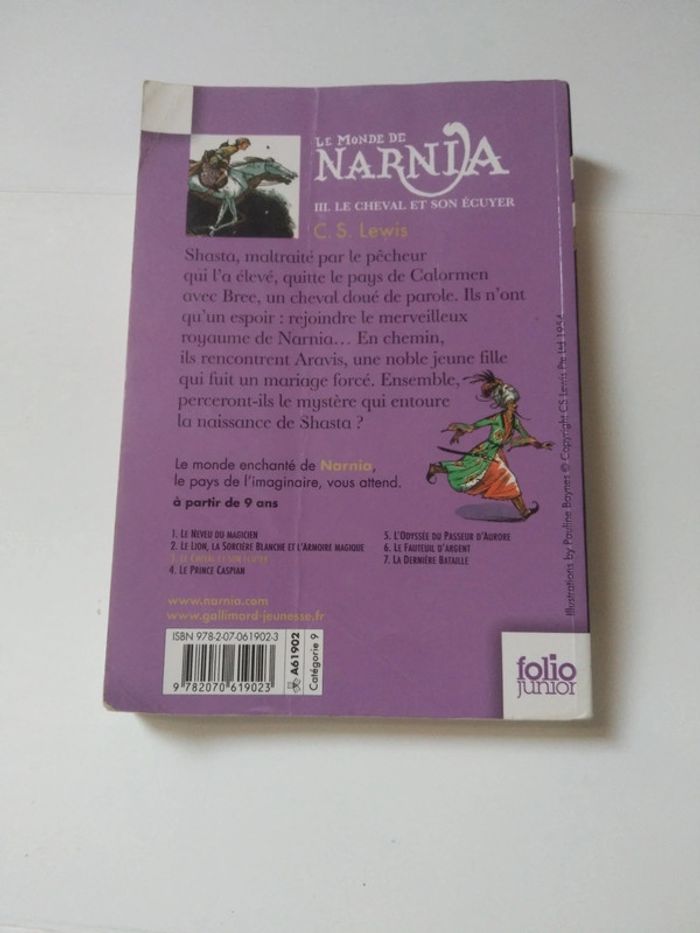 LE MONDE DE
NARNIA
III. LE CHEVAL ET SON ÉCUYER
C. S. Lewis
Shasta, maltraité par le pêcheur
qui l'a élevé, quitte le pays de Calormen
avec Bree, un cheval doué de parole. Ils n'ont
qu'un espoir : rejoindre le merveilleux
royaume de Narnia... En chemin,
ils rencontrent Aravis, une noble jeune fille
qui fuit un mariage forcé. Ensemble,
perceront-ils le mystère qui entoure
la naissance de Shasta ?
Le monde enchanté de Narnia,
le pays de l'imaginaire, vous attend.
à partir de 9 ans
1. LE NEVEU DU MAGICIEN
2. LE LION, LA SORCIÈRE BLANCHE ET L'ARMOIRE MAGIQUE
3. LE CHEVAL ET SON ÉCUYER
4. LE PRINCE CASPIAN
5. L'ODYSSÉE DU PASSEUR D'AURORE
6. LE FAUTEUIL D'ARGENT
7. LA DERNIÈRE BATAILLE
www.narnia.com
www.gallimard-jeunesse.fr
ISBN 978-2-07-061902-3
9 782070 619023
A61902
Catégorie 9
Illustrations by Pauline Baynes © Copyright CS Lewis Pte Ltd 1954
folio
junior